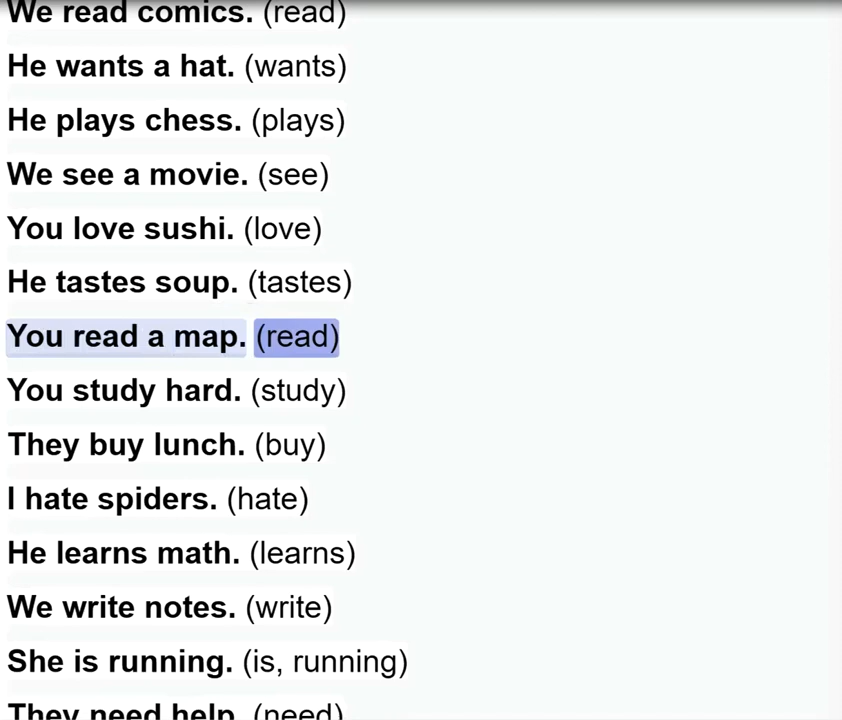 We read comics. (read)
He wants a hat. (wants)
He plays chess. (plays)
We see a movie. (see)
You love sushi. (love)
He tastes soup. (tastes)
You read a map. (read)
You study hard. (study)
They buy lunch. (buy)
I hate spiders. (hate)
He learns math. (learns)
We write notes. (write)
She is running. (is, running)
They need help. (need)